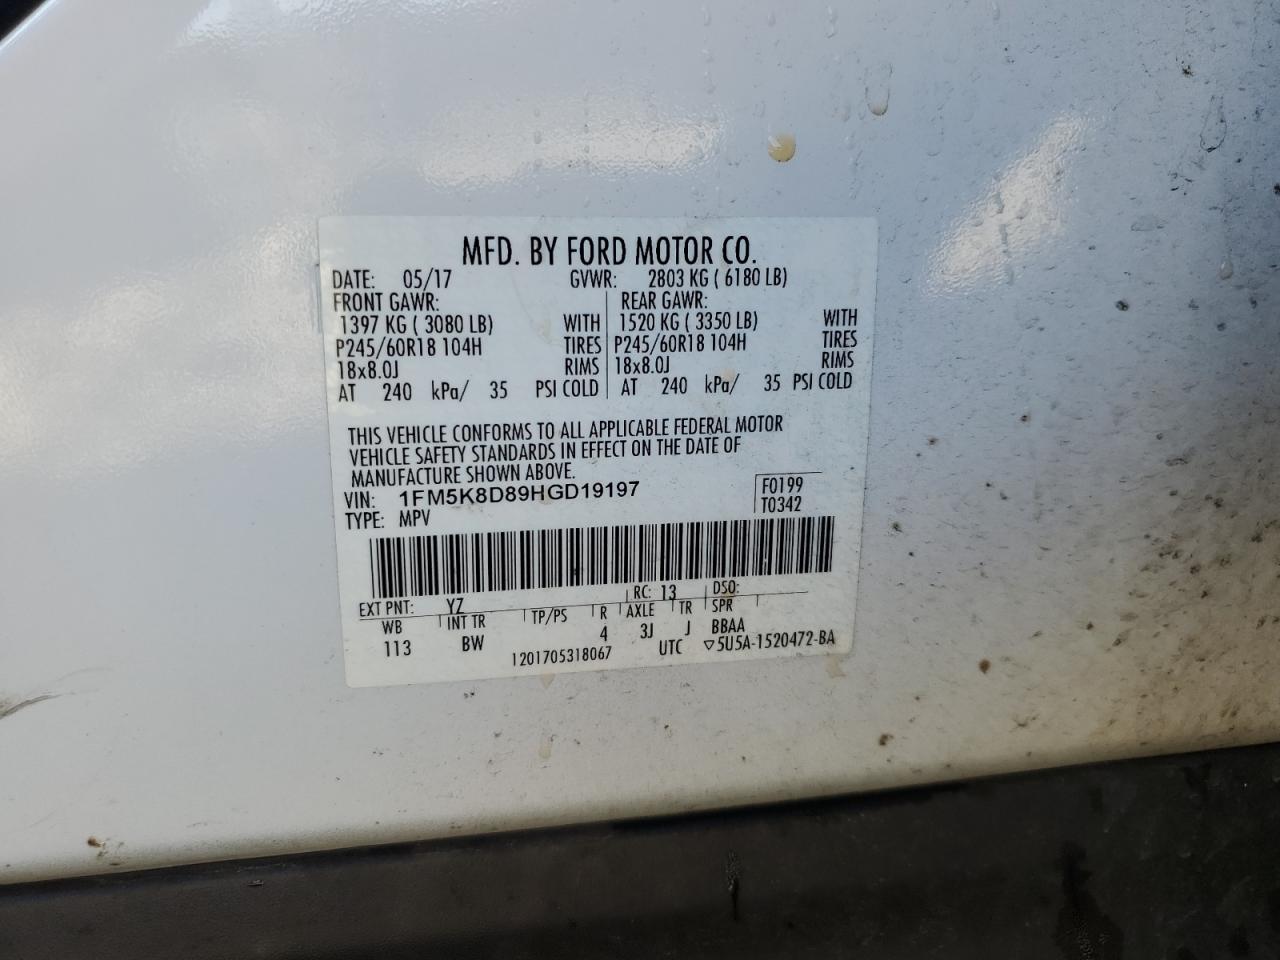 MFD. BY FORD MOTOR CO.
DATE: 05/17 GVWR: 2803 KG ( 6180 LB)
FRONT GAWR: REAR GAWR:
1397 KG ( 3080 LB) WITH 1520 KG ( 3350 LB) WITH
P245/60R18 104H TIRES P245/60R18 104H TIRES
18x8.0J RIMS 18x8.0J RIMS
AT 240 kPa/ 35 PSI COLD AT 240 kPa/ 35 PSI COLD
THIS VEHICLE CONFORMS TO ALL APPLICABLE FEDERAL MOTOR
VEHICLE SAFETY STANDARDS IN EFFECT ON THE DATE OF
MANUFACTURE SHOWN ABOVE.
VIN: 1FM5K8D89HGD19197 F0199
TYPE: MPV T0342
EXT PNT: YZ RC: 13 DSO:
WB INT TR TP/PS R AXLE TR SPR
113 BW 4 3J J BBAA
1201705318067 UTC ▽5U5A-1520472-BA